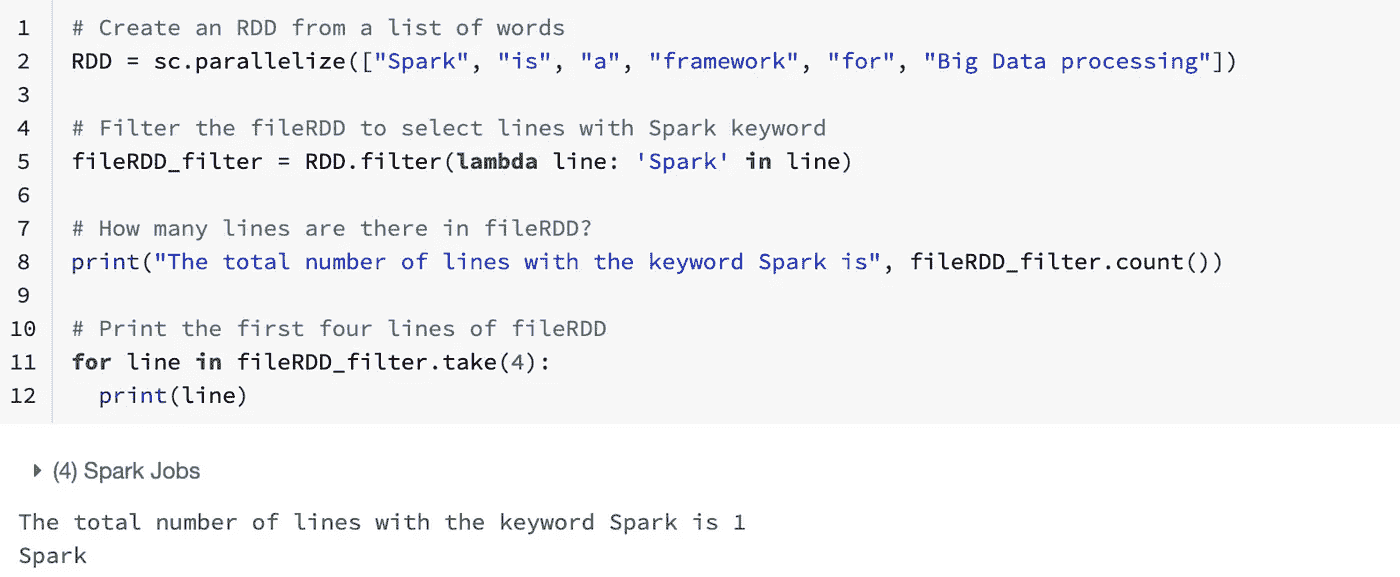 1 # Create an RDD from a list of words
2 RDD = sc.parallelize(["Spark", "is", "a", "framework", "for", "Big Data processing"])
3
4 # Filter the fileRDD to select lines with Spark keyword
5 fileRDD_filter = RDD.filter(lambda line: 'Spark' in line)
6
7 # How many lines are there in fileRDD?
8 print("The total number of lines with the keyword Spark is", fileRDD_filter.count())
9
10 # Print the first four lines of fileRDD
11 for line in fileRDD_filter.take(4):
12   print(line)
(4) Spark Jobs
The total number of lines with the keyword Spark is 1
Spark